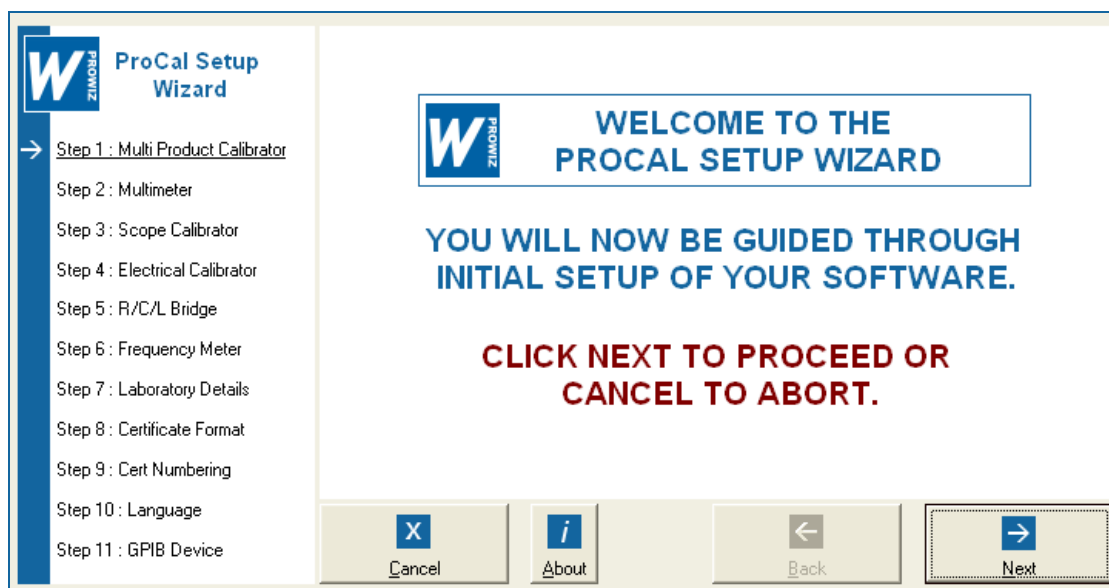 W PROWIZ
ProCal Setup
Wizard
Step 1 : Multi Product Calibrator
Step 2 : Multimeter
Step 3 : Scope Calibrator
Step 4 : Electrical Calibrator
Step 5 : R/C/L Bridge
Step 6 : Frequency Meter
Step 7 : Laboratory Details
Step 8 : Certificate Format
Step 9 : Cert Numbering
Step 10 : Language
Step 11 : GPIB Device
W PROWIZ
WELCOME TO THE
PROCAL SETUP WIZARD
YOU WILL NOW BE GUIDED THROUGH
INITIAL SETUP OF YOUR SOFTWARE.
CLICK NEXT TO PROCEED OR
CANCEL TO ABORT.
X
Cancel
i
About
Back
Next